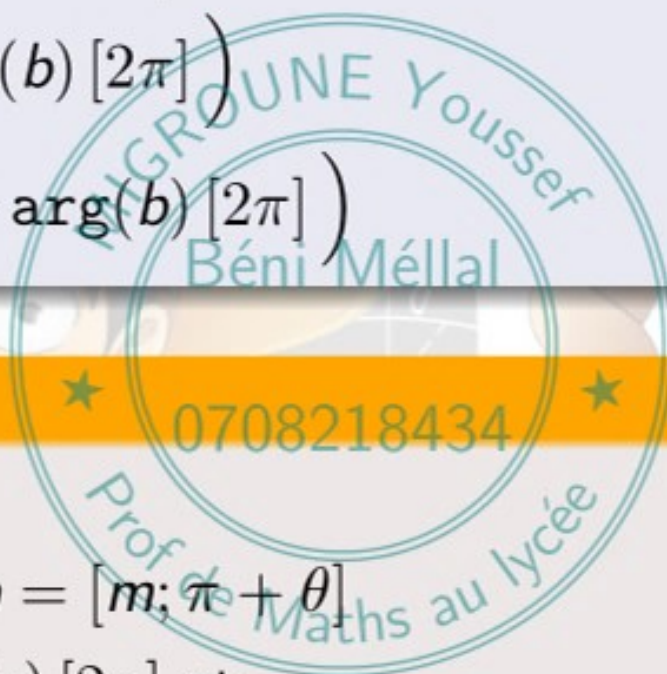 (b) [2π] )
MIGROUNE Youssef
arg(b) [2π] )
Béni Méllal
★ 0708218434 ★
= [m; π + θ]
Prof de Maths au lycée